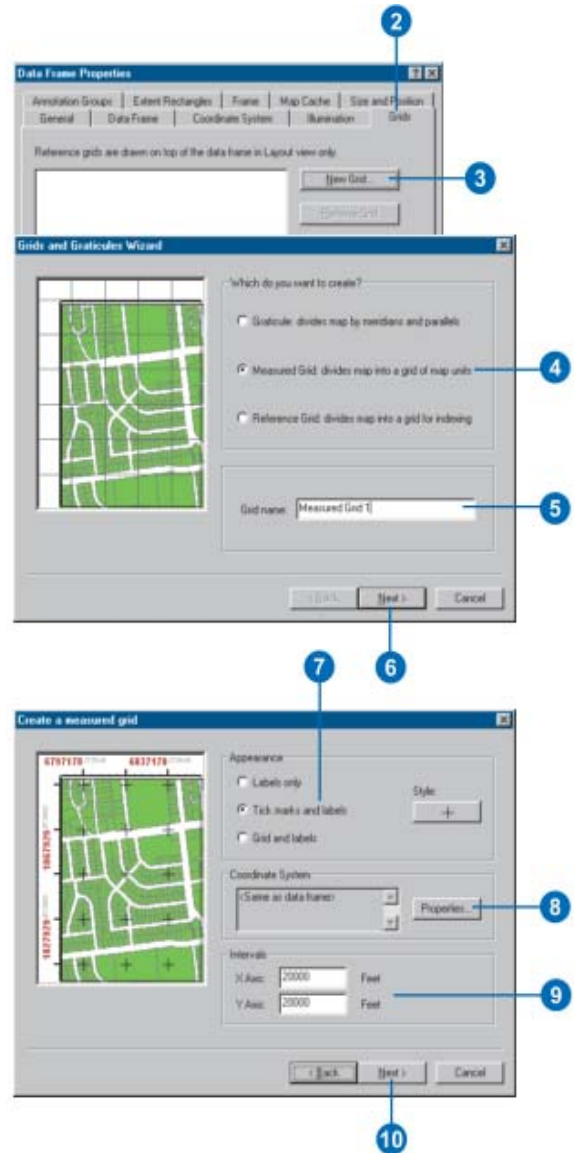 2
Data Frame Properties
Annotation Groups Extent Rectangles Frame Map Cache Size and Position
General Data Frame Coordinate System Illumination Grids
Reference grids are drawn on top of the data frame in Layout view only.
New Grid...
3
Remove Grid
Grids and Graticules Wizard
Which do you want to create?
Graticule: divides map by meridians and parallels
Measured Grid: divides map into a grid of map units
4
Reference Grid: divides map into a grid for indexing
Grid name: Measured Grid 1
5
< Back Next > Cancel
6
7
Create a measured grid
6797178 6837178
1867929
1827929
Appearance
Labels only
Tick marks and labels
Grid and labels
Style:
Coordinate System
<Same as data frame>
Properties...
8
Intervals
X Axis: 20000 Feet
Y Axis: 20000 Feet
9
< Back Next > Cancel
10